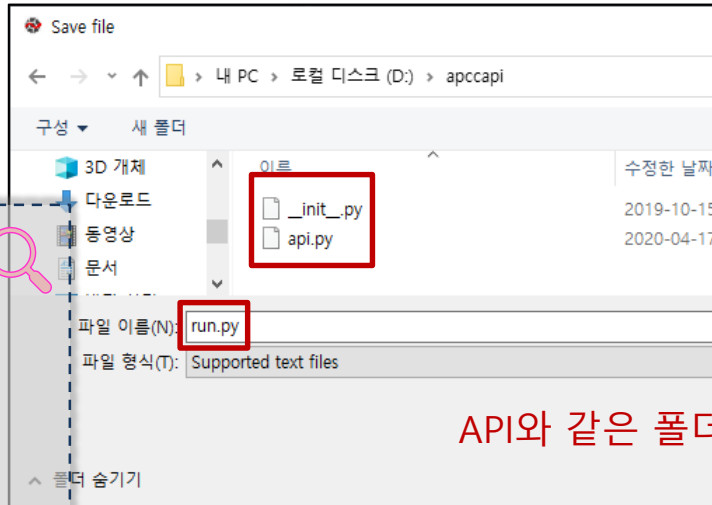 Save file
내 PC > 로컬 디스크 (D:) > apccapi
구성 새 폴더
이름 수정한 날짜
3D 개체
다운로드
동영상
문서
__init__.py 2019-10-15
api.py 2020-04-17
파일 이름(N): run.py
파일 형식(T): Supported text files
API와 같은 폴더
폴더 숨기기